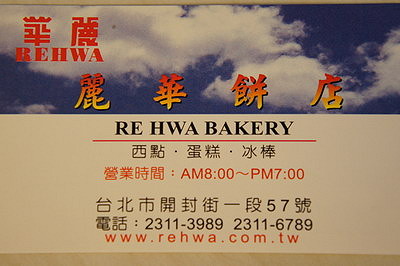 華麗
REHWA
麗華餅店
RE HWA BAKERY
西點·蛋糕·冰棒
營業時間：AM8:00～PM7:00
台北市開封街一段57號
電話：2311-3989 2311-6789
www.rehwa.com.tw